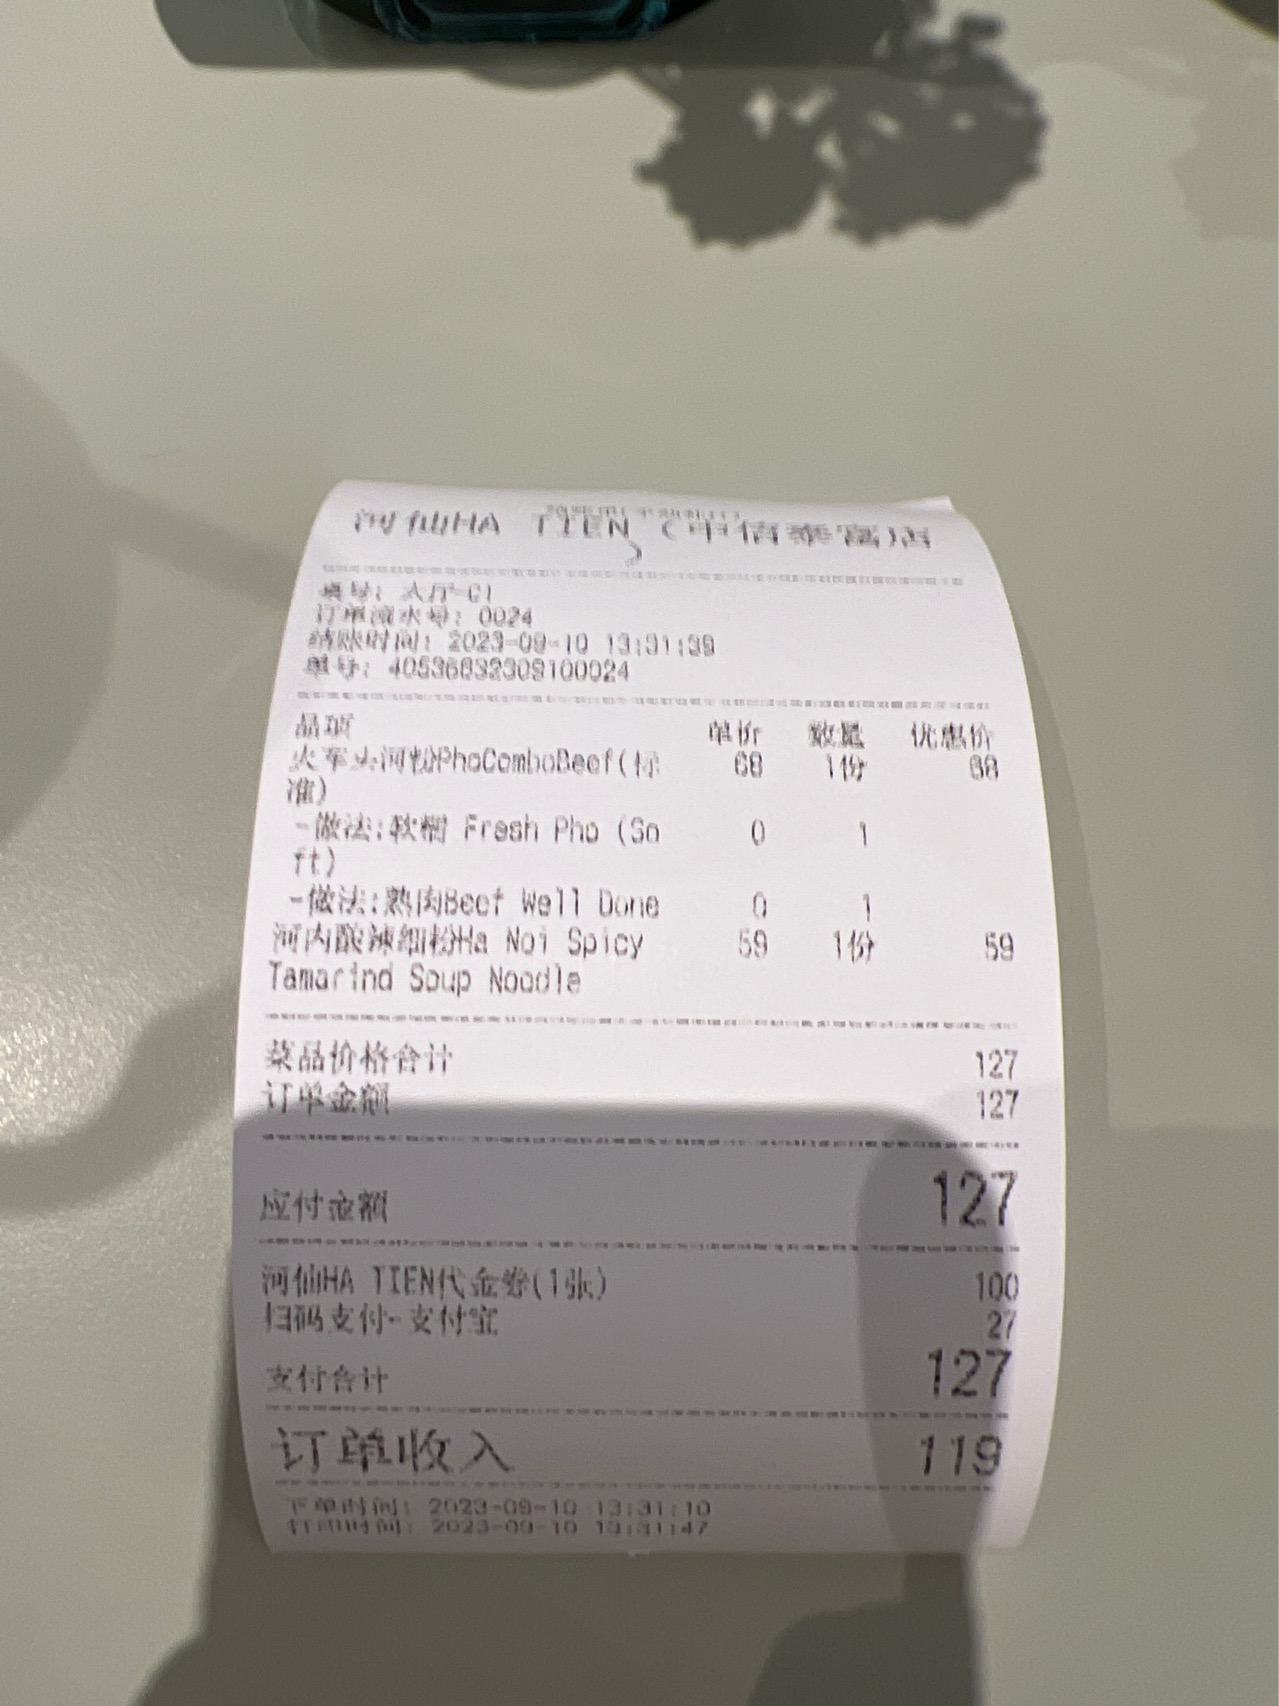 河仙HA TIEN (中信泰富店
)
桌号: 大厅-C1
订单流水号: 0024
结账时间: 2023-09-10 13:31:39
单号: 40536832309100024
品项 单价 数量 优惠价
火车头河粉PhoComboBeef(标 68 1份 68
准)
-做法:软糯 Fresh Pho (So 0 1
ft)
-做法:熟肉Beef Well Done 0 1
河内酸辣细粉Ha Noi Spicy 59 1份 59
Tamarind Soup Noodle
菜品价格合计 127
订单金额 127
应付金额 127
河仙HA TIEN代金券(1张) 100
扫码支付-支付宝 27
支付合计 127
订单收入 119
下单时间: 2023-09-10 13:31:10
打印时间: 2023-09-10 13:31:47